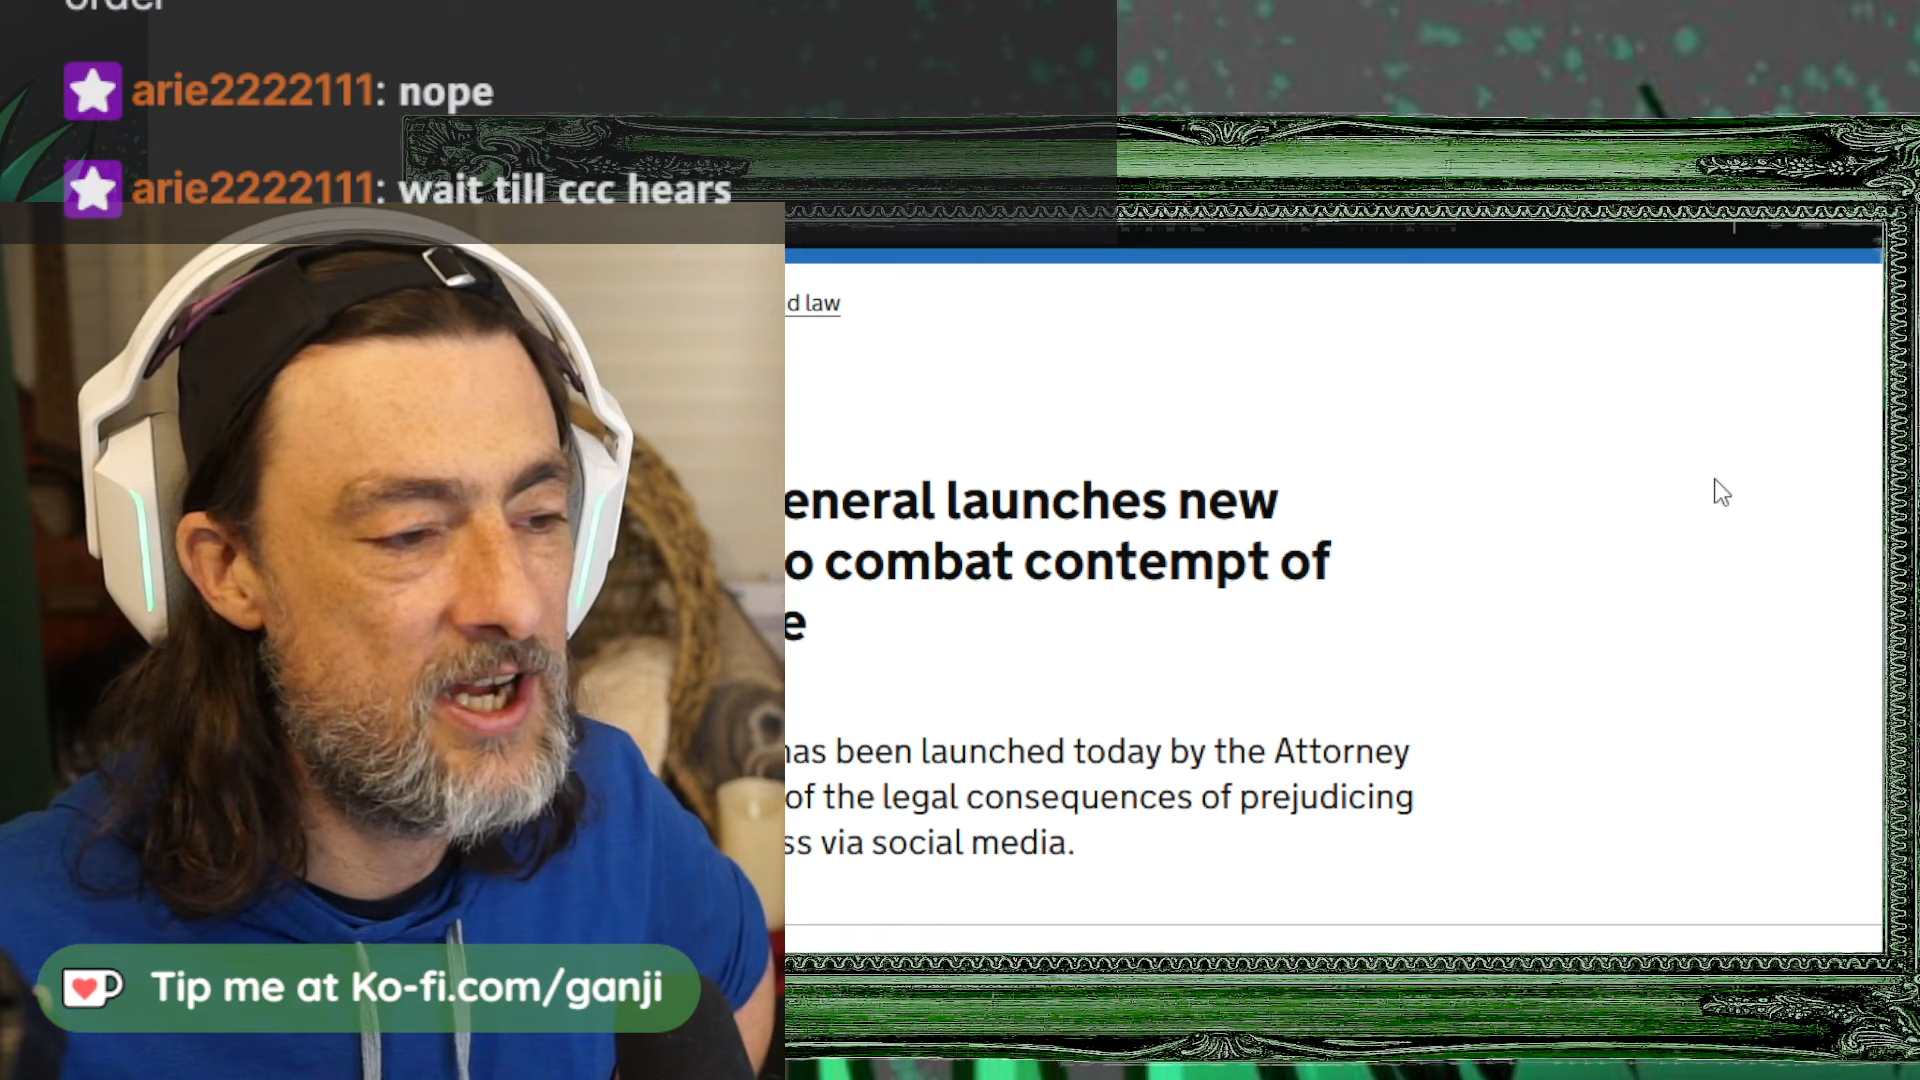 order
arie2222111: nope
arie2222111: wait till ccc hears
d law
eneral launches new
o combat contempt of
e
has been launched today by the Attorney
of the legal consequences of prejudicing
ss via social media.
Tip me at Ko-fi.com/ganji